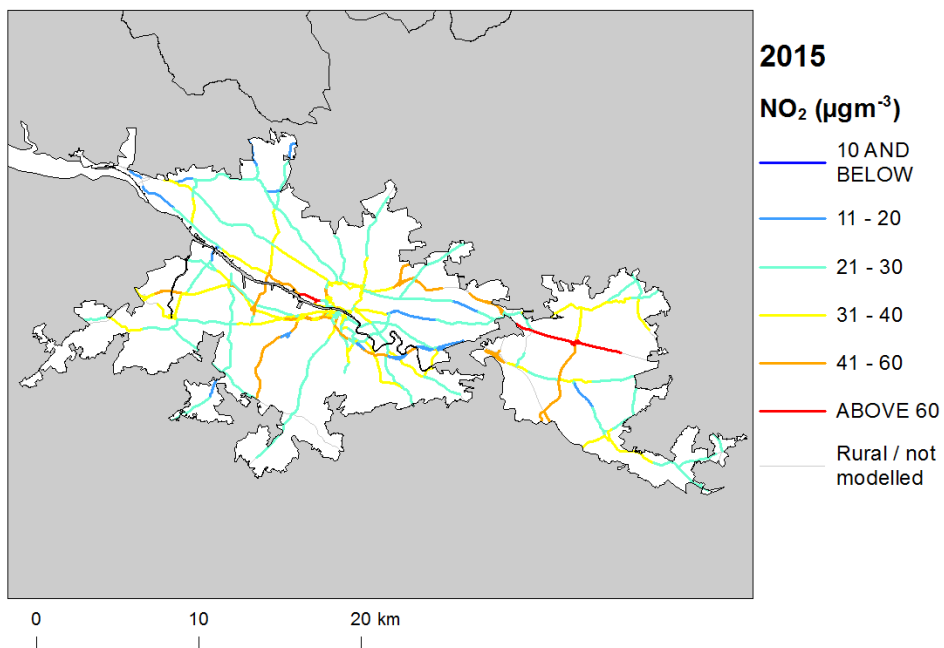 2015
NO₂ (µgm⁻³)
10 AND
BELOW
11 - 20
21 - 30
31 - 40
41 - 60
ABOVE 60
Rural / not
modelled
0 10 20 km